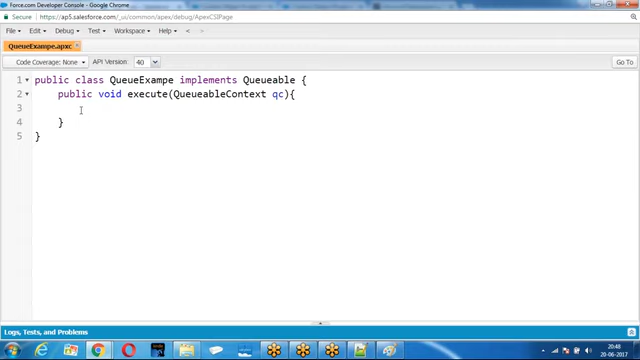 Force.com Developer Console - Google Chrome
Secure https://ap5.salesforce.com/_ui/common/apex/debug/ApexCSIPage
File Edit Debug Test Workspace Help < >
QueueExampe.apxc
Code Coverage: None API Version: 40 Go To
1 public class QueueExampe implements Queueable {
2 public void execute(QueueableContext qc){
3
4 }
5 }
Logs, Tests, and Problems
20:48
20-06-2017